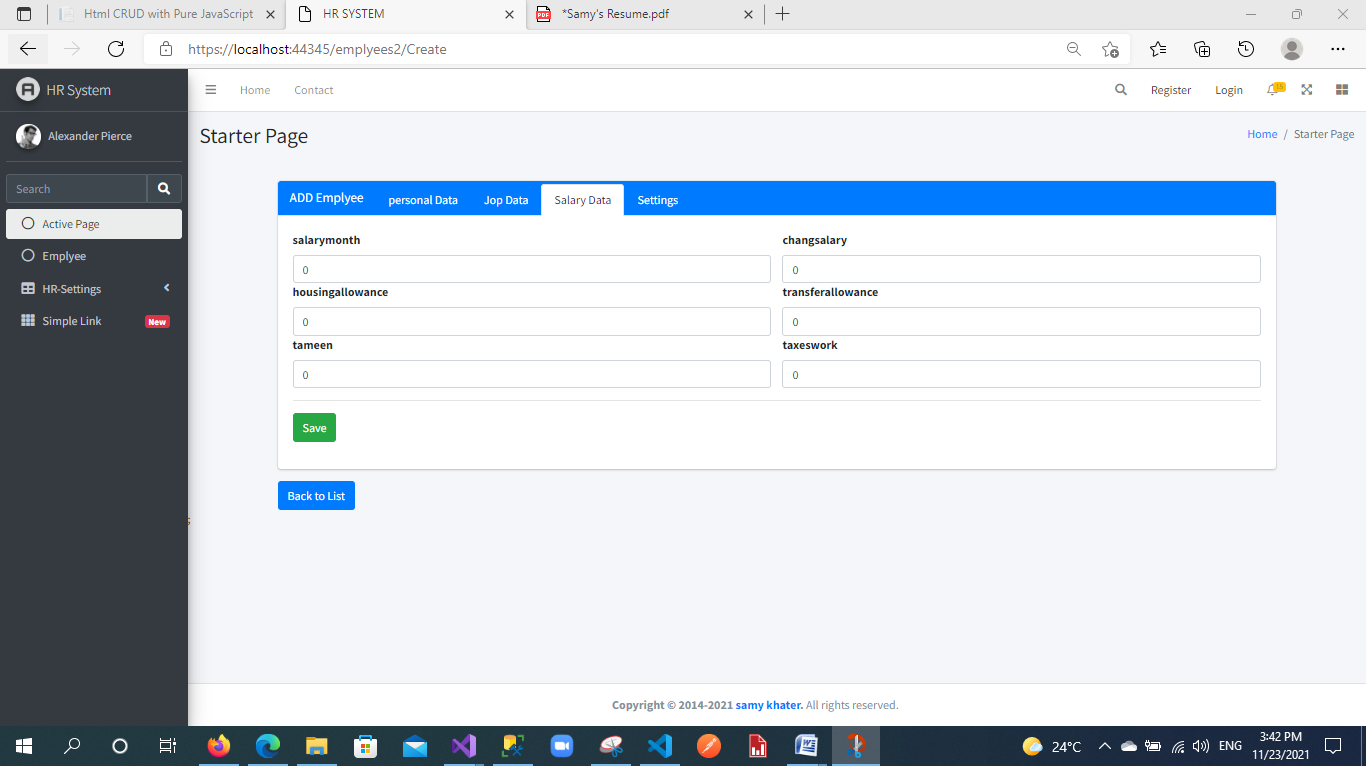 Html CRUD with Pure JavaScript
HR SYSTEM
*Samy's Resume.pdf
https://localhost:44345/emplyees2/Create
HR System
Home
Contact
Register
Login
15
Alexander Pierce
Starter Page
Home / Starter Page
Search
Active Page
Emplyee
HR-Settings
Simple Link
New
ADD Emplyee
personal Data
Jop Data
Salary Data
Settings
salarymonth
changsalary
0
0
housingallowance
transferallowance
0
0
tameen
taxeswork
0
0
Save
Back to List
;
Copyright © 2014-2021 samy khater. All rights reserved.
24°C
ENG
3:42 PM
11/23/2021